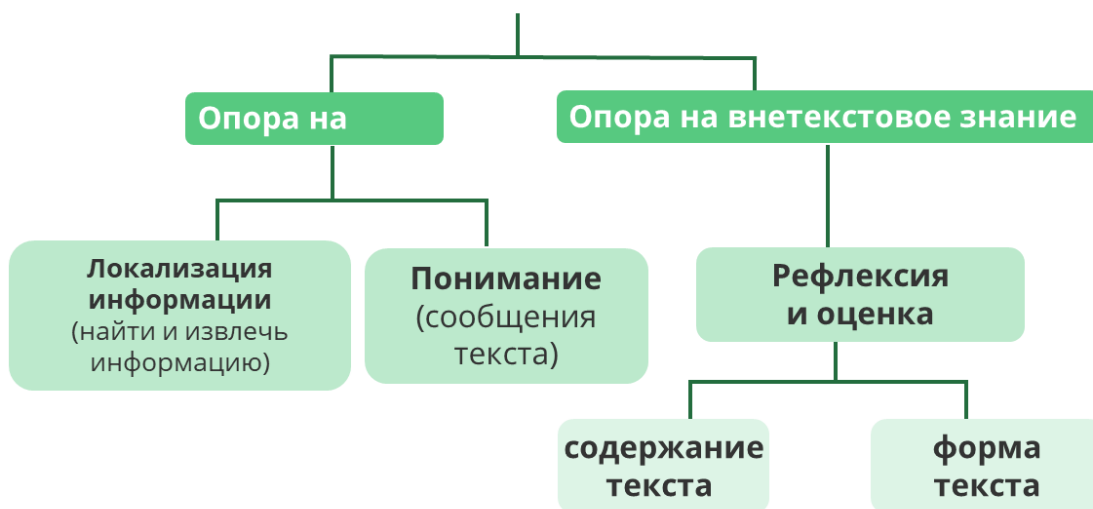 Опора на
Опора на внетекстовое знание
Локализация
информации
(найти и извлечь
информацию)
Понимание
(сообщения
текста)
Рефлексия
и оценка
содержание
текста
форма
текста